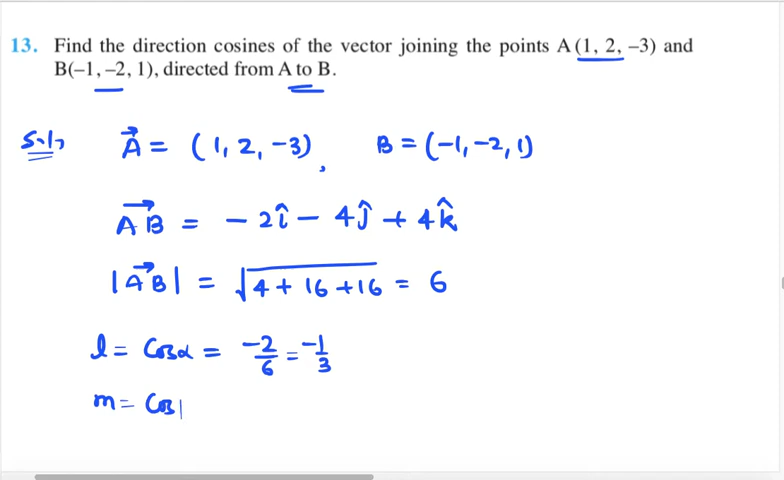 13. Find the direction cosines of the vector joining the points A (1, 2, –3) and
B(–1, –2, 1), directed from A to B.
Sol? A⃗ = (1, 2, -3), B = (-1, -2, 1)
A⃗B⃗ = - 2î - 4ĵ + 4k̂
|A⃗B⃗| = √4 + 16 + 16 = 6
l = Cosα = -2/6 = -1/3
m = Cos